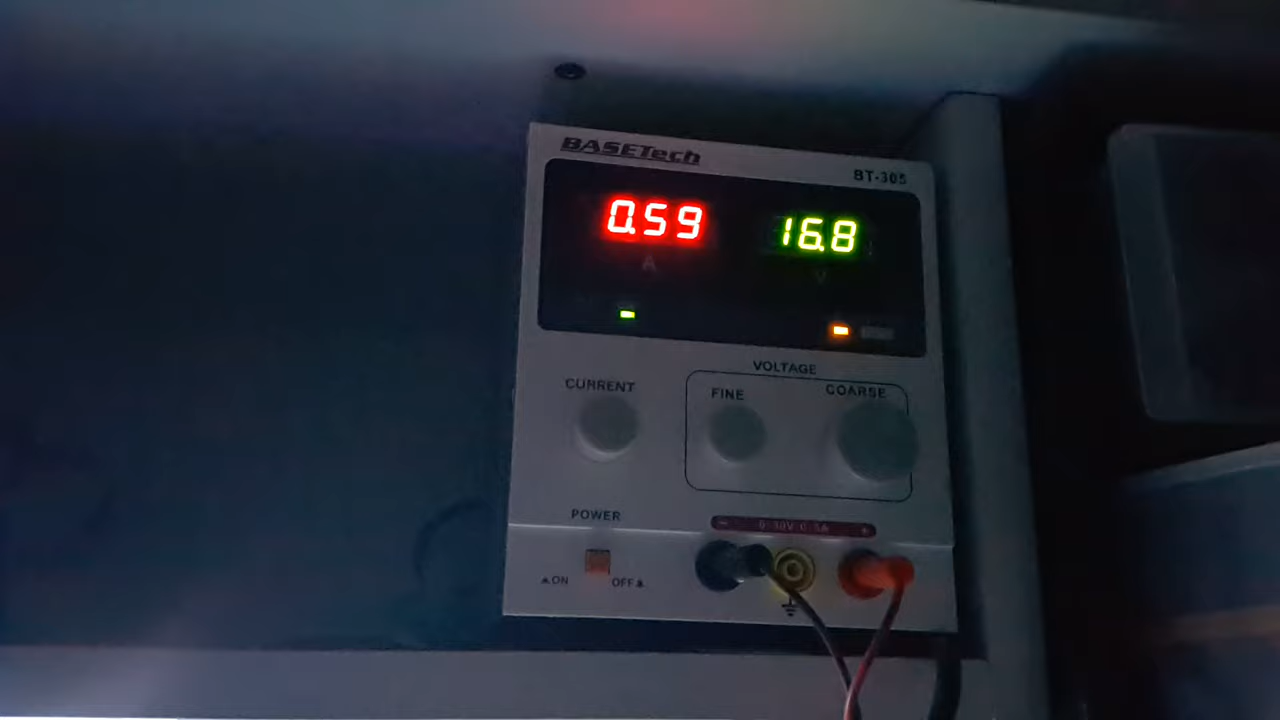 BASETech
BT-305
0.59 16.8
A V
VOLTAGE
CURRENT
FINE COARSE
POWER
- 0-30V 0-5A +
▲ON OFF▲